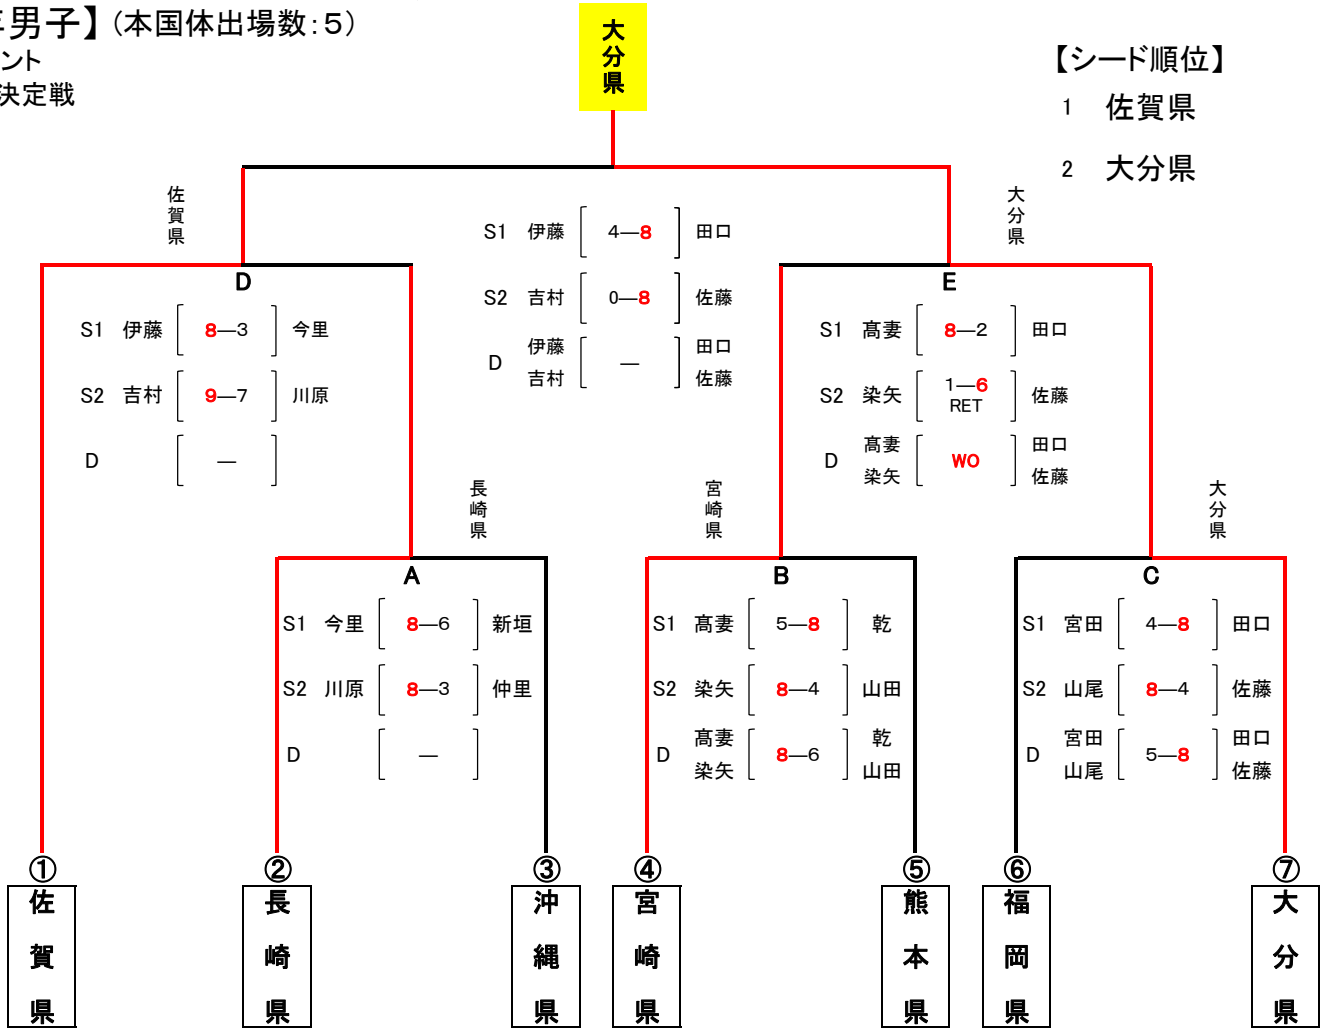 男子】（本国体出場数：５）
ント
決定戦
大分県
【シード順位】
1 佐賀県
2 大分県
佐賀県
大分県
S1 伊藤 4―8 田口
S2 吉村 0―8 佐藤
D 伊藤 吉村 ― 田口 佐藤
D
S1 伊藤 8―3 今里
S2 吉村 9―7 川原
D ―
E
S1 髙妻 8―2 田口
S2 染矢 1―6 RET 佐藤
D 髙妻 染矢 WO 田口 佐藤
長崎県
宮崎県
大分県
A
S1 今里 8―6 新垣
S2 川原 8―3 仲里
D ―
B
S1 髙妻 5―8 乾
S2 染矢 8―4 山田
D 髙妻 染矢 8―6 乾 山田
C
S1 宮田 4―8 田口
S2 山尾 8―4 佐藤
D 宮田 山尾 5―8 田口 佐藤
① 佐賀県
② 長崎県
③ 沖縄県
④ 宮崎県
⑤ 熊本県
⑥ 福岡県
⑦ 大分県